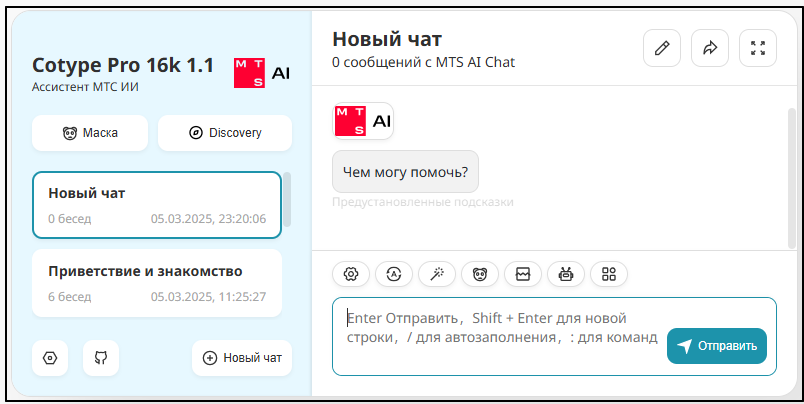 Cotype Pro 16k 1.1
Ассистент МТС ИИ
M T S AI
Маска
Discovery
Новый чат
0 бесед
05.03.2025, 23:20:06
Приветствие и знакомство
6 бесед
05.03.2025, 11:25:27
Новый чат
Новый чат
0 сообщений с MTS AI Chat
M T S AI
Чем могу помочь?
Предустановленные подсказки
Enter Отправить，Shift + Enter для новой
строки，/ для автозаполнения，: для команд
Отправить